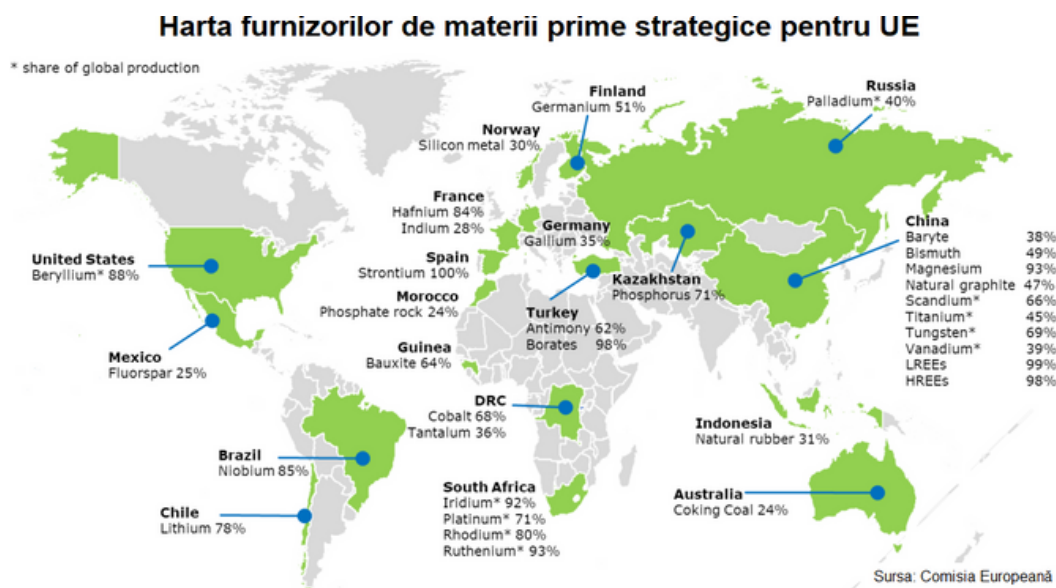 Harta furnizorilor de materii prime strategice pentru UE
* share of global production
Finland
Germanium 51%
Russia
Palladium* 40%
Norway
Silicon metal 30%
France
Hafnium 84%
Indium 28%
Germany
Gallium 35%
Spain
Strontium 100%
Morocco
Phosphate rock 24%
Kazakhstan
Phosphorus 71%
Turkey
Antimony 62%
Borates 98%
China
Baryte 38%
Bismuth 49%
Magnesium 93%
Natural graphite 47%
Scandium* 66%
Titanium* 45%
Tungsten* 69%
Vanadium* 39%
LREEs 99%
HREEs 98%
United States
Beryllium* 88%
Mexico
Fluorspar 25%
Guinea
Bauxite 64%
DRC
Cobalt 68%
Tantalum 36%
Indonesia
Natural rubber 31%
Brazil
Niobium 85%
Chile
Lithium 78%
South Africa
Iridium* 92%
Platinum* 71%
Rhodium* 80%
Ruthenium* 93%
Australia
Coking Coal 24%
Sursa: Comisia Europeană